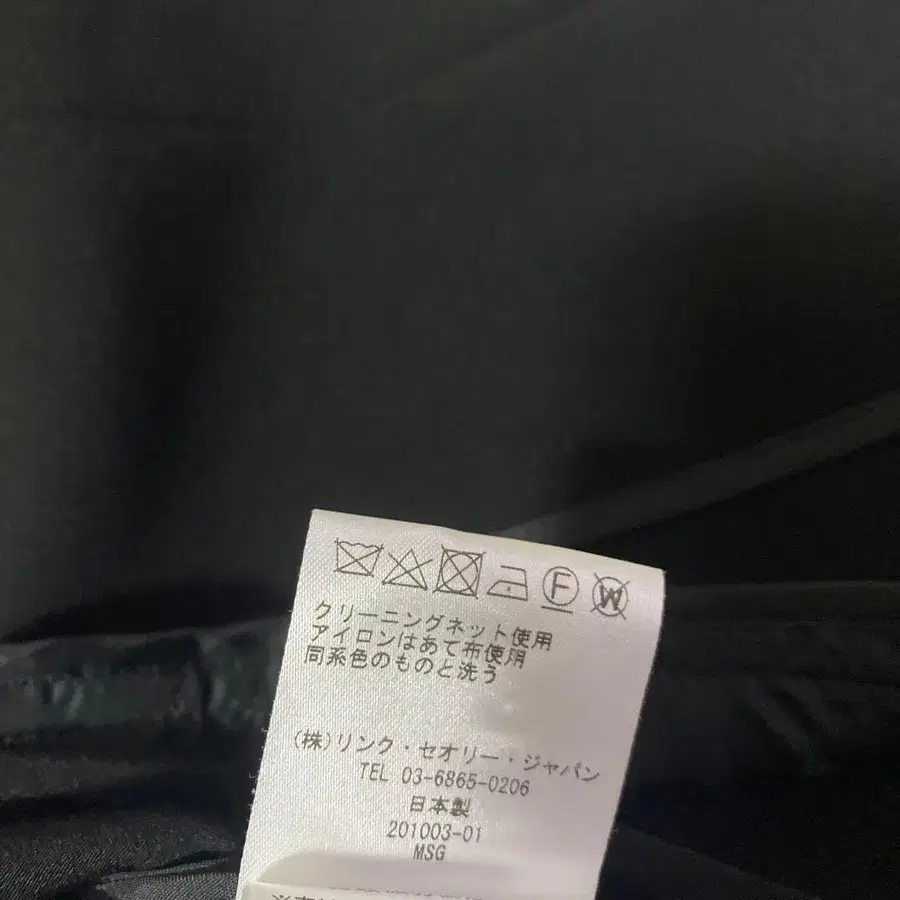 F W
クリーニングネット使用
アイロンはあて布使用
同系色のものと洗う
(株)リンク・セオリー・ジャパン
TEL 03-6865-0206
日本製
201003-01
MSG